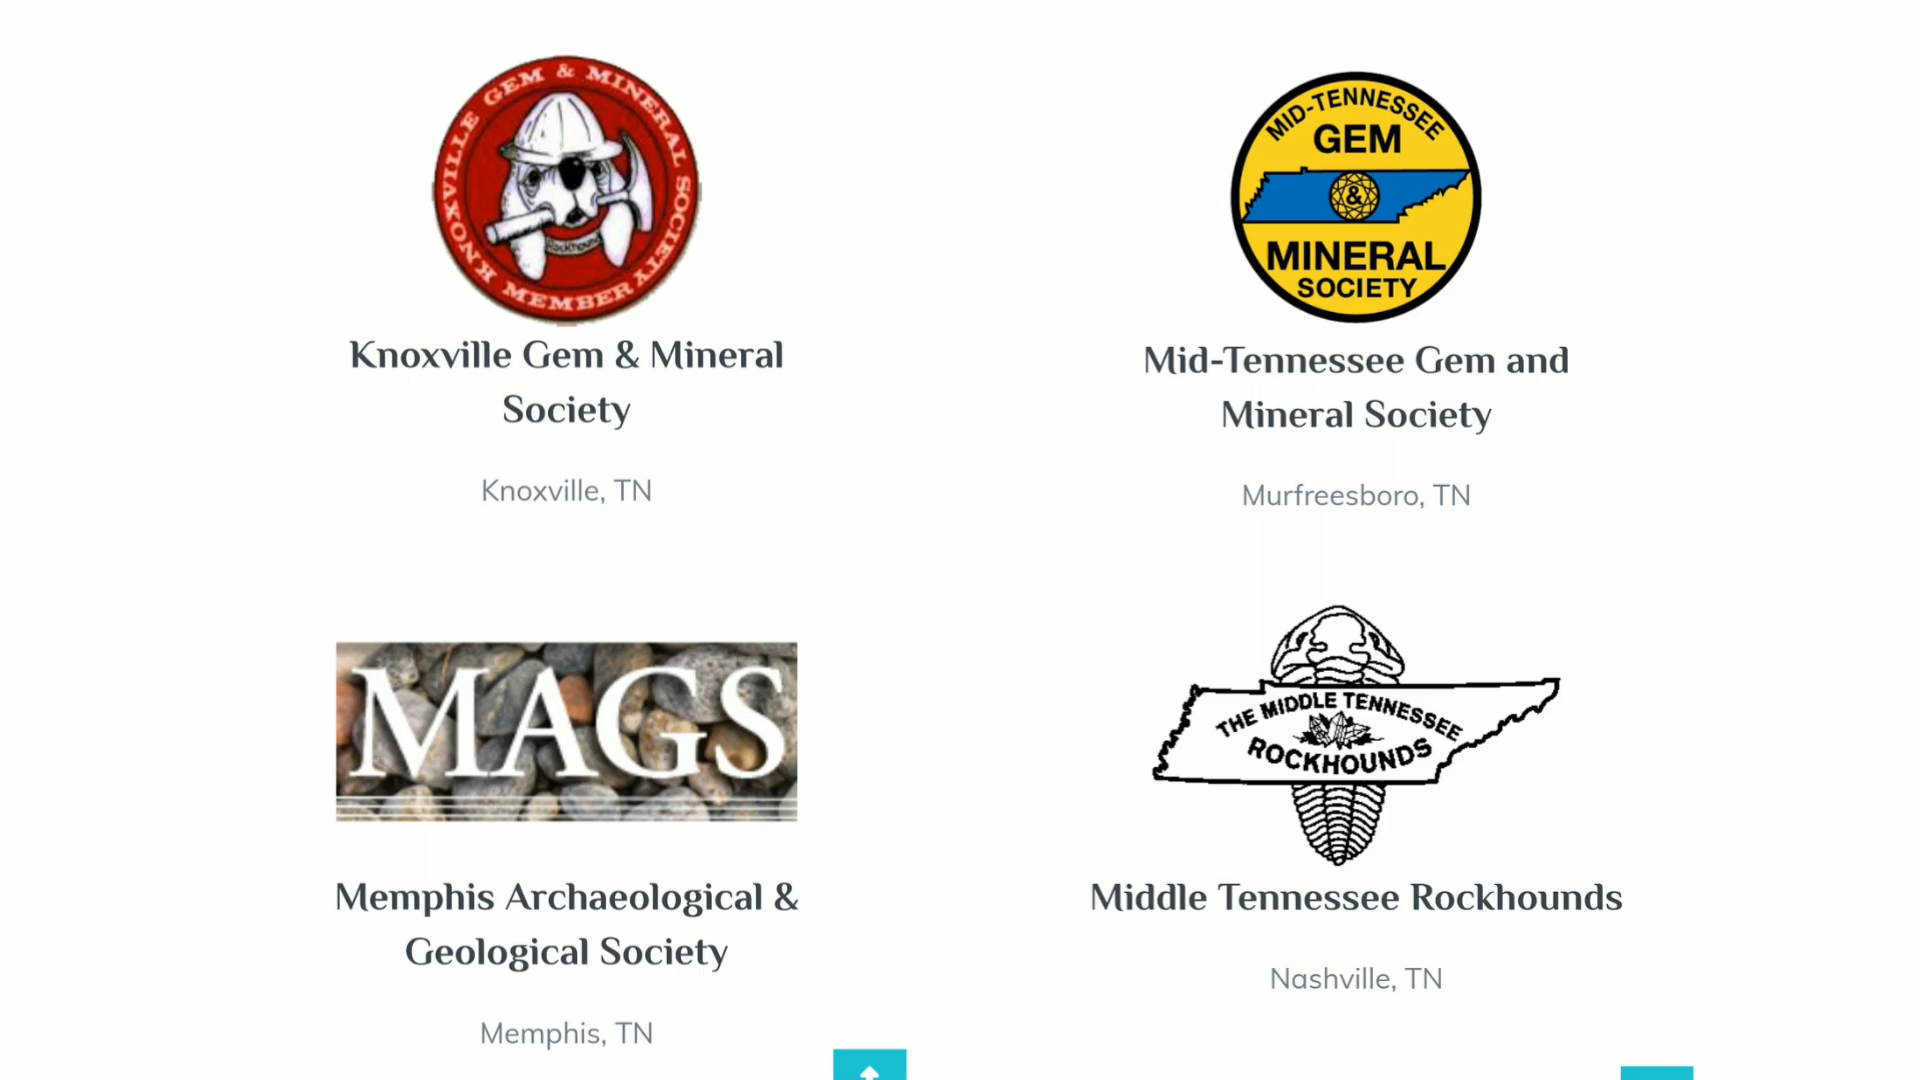 KNOXVILLE GEM & MINERAL SOCIETY
Rockhound
MEMBER
Knoxville Gem & Mineral
Society
Knoxville, TN
MID-TENNESSEE
GEM
&
MINERAL
SOCIETY
Mid-Tennessee Gem and
Mineral Society
Murfreesboro, TN
MAGS
Memphis Archaeological &
Geological Society
Memphis, TN
THE MIDDLE TENNESSEE
ROCKHOUNDS
Middle Tennessee Rockhounds
Nashville, TN